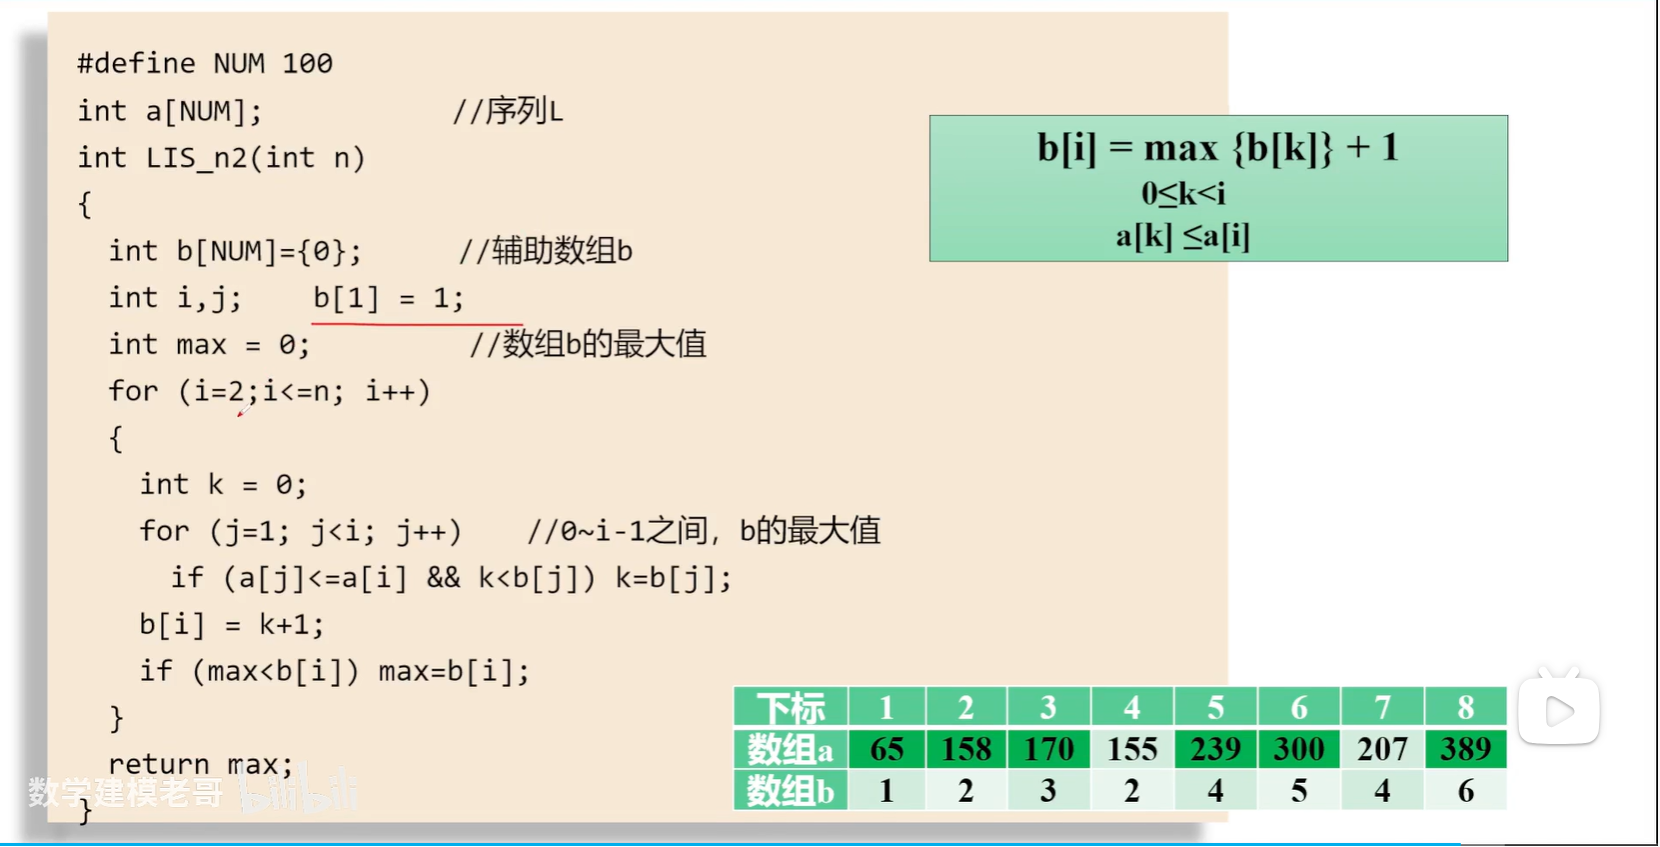 #define NUM 100
int a[NUM]; //序列L
int LIS_n2(int n)
{
int b[NUM]={0}; //辅助数组b
int i,j; b[1] = 1;
int max = 0; //数组b的最大值
for (i=2;i<=n; i++)
{
int k = 0;
for (j=1; j<i; j++) //0~i-1之间，b的最大值
if (a[j]<=a[i] && k<b[j]) k=b[j];
b[i] = k+1;
if (max<b[i]) max=b[i];
}
return max;
}
b[i] = max {b[k]} + 1
0≤k<i
a[k] ≤a[i]
下标 1 2 3 4 5 6 7 8
数组a 65 158 170 155 239 300 207 389
数组b 1 2 3 2 4 5 4 6
数学建模老哥 bilibili